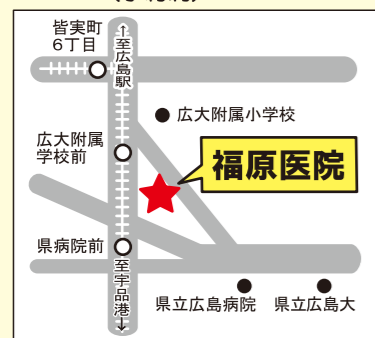 皆実町
6丁目
↑至広島駅
広大附属小学校
広大附属
学校前
福原医院
県病院前
至宇品港↓
県立広島病院
県立広島大